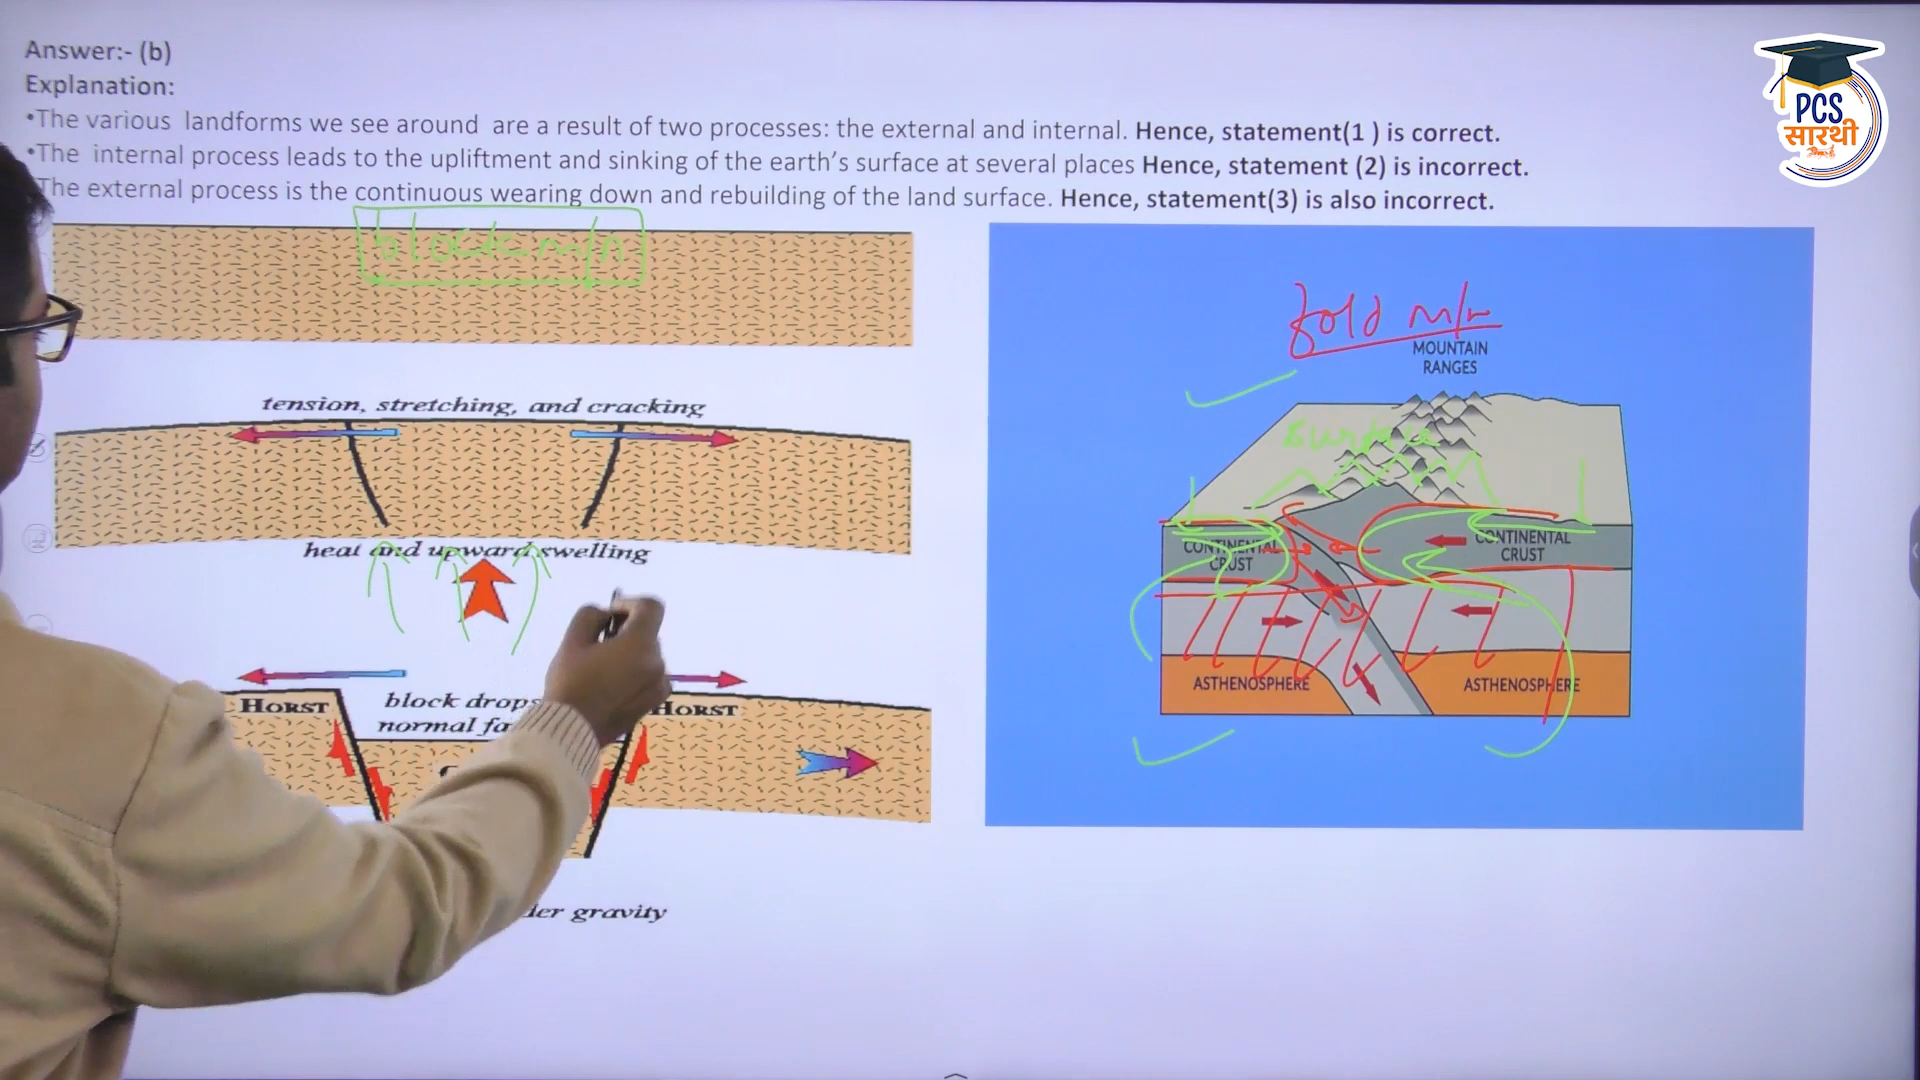 Answer:- (b)
Explanation:
•The various landforms we see around are a result of two processes: the external and internal. Hence, statement(1 ) is correct.
•The internal process leads to the upliftment and sinking of the earth's surface at several places Hence, statement (2) is incorrect.
The external process is the continuous wearing down and rebuilding of the land surface. Hence, statement(3) is also incorrect.
block m/n
tension, stretching, and cracking
heat and upward swelling
HORST
block drops
normal
HORST
gravity
fold m/n
MOUNTAIN
RANGES
Surface
CONTINENTAL
CRUST
CONTINENTAL
CRUST
ASTHENOSPHERE
ASTHENOSPHERE
PCS
सारथी